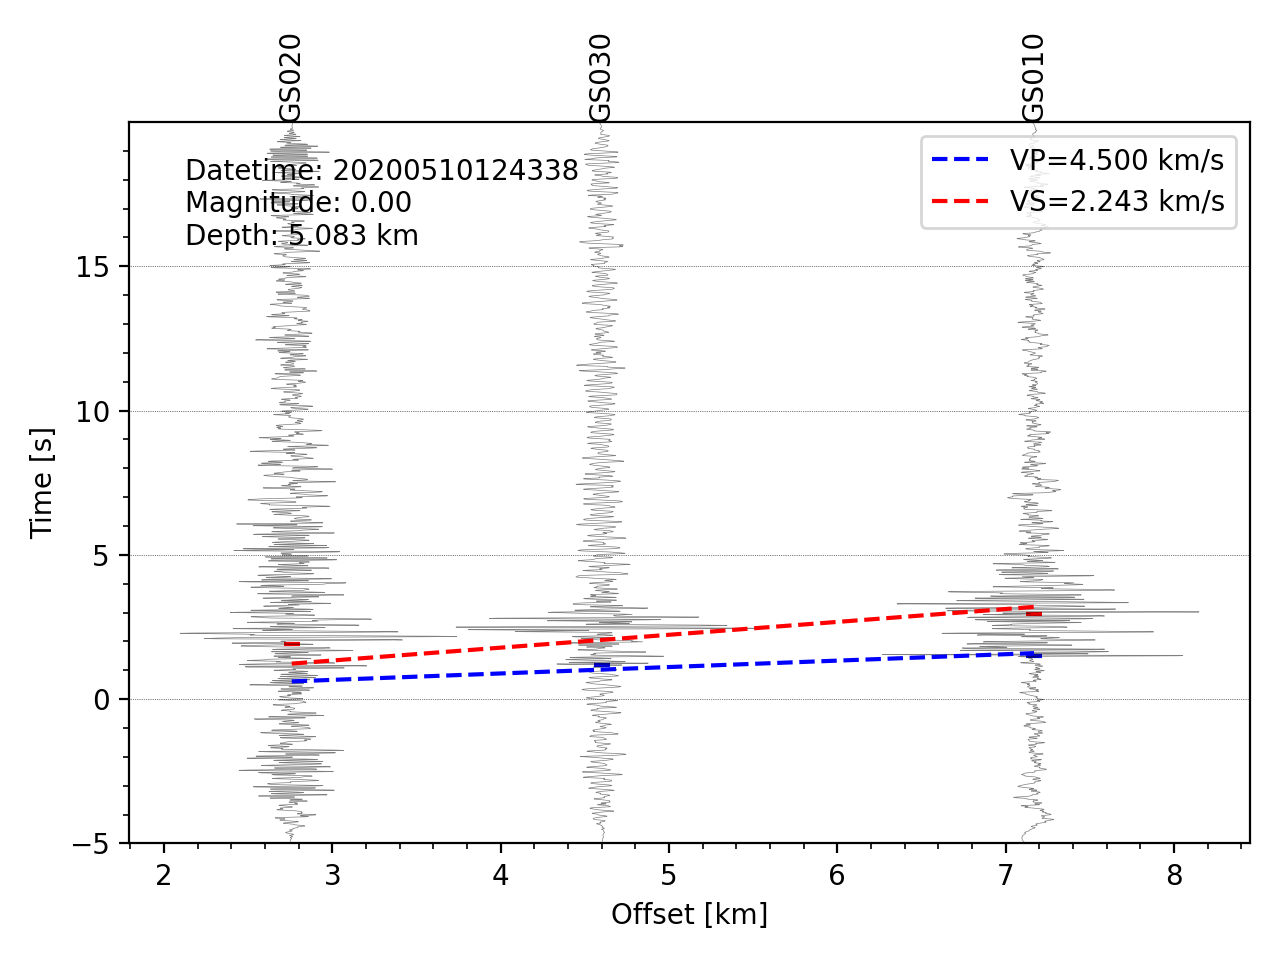 GS020
GS030
GS010
Datetime: 20200510124338
Magnitude: 0.00
Depth: 5.083 km
VP=4.500 km/s
VS=2.243 km/s
15
10
5
0
−5
Time [s]
2 3 4 5 6 7 8
Offset [km]